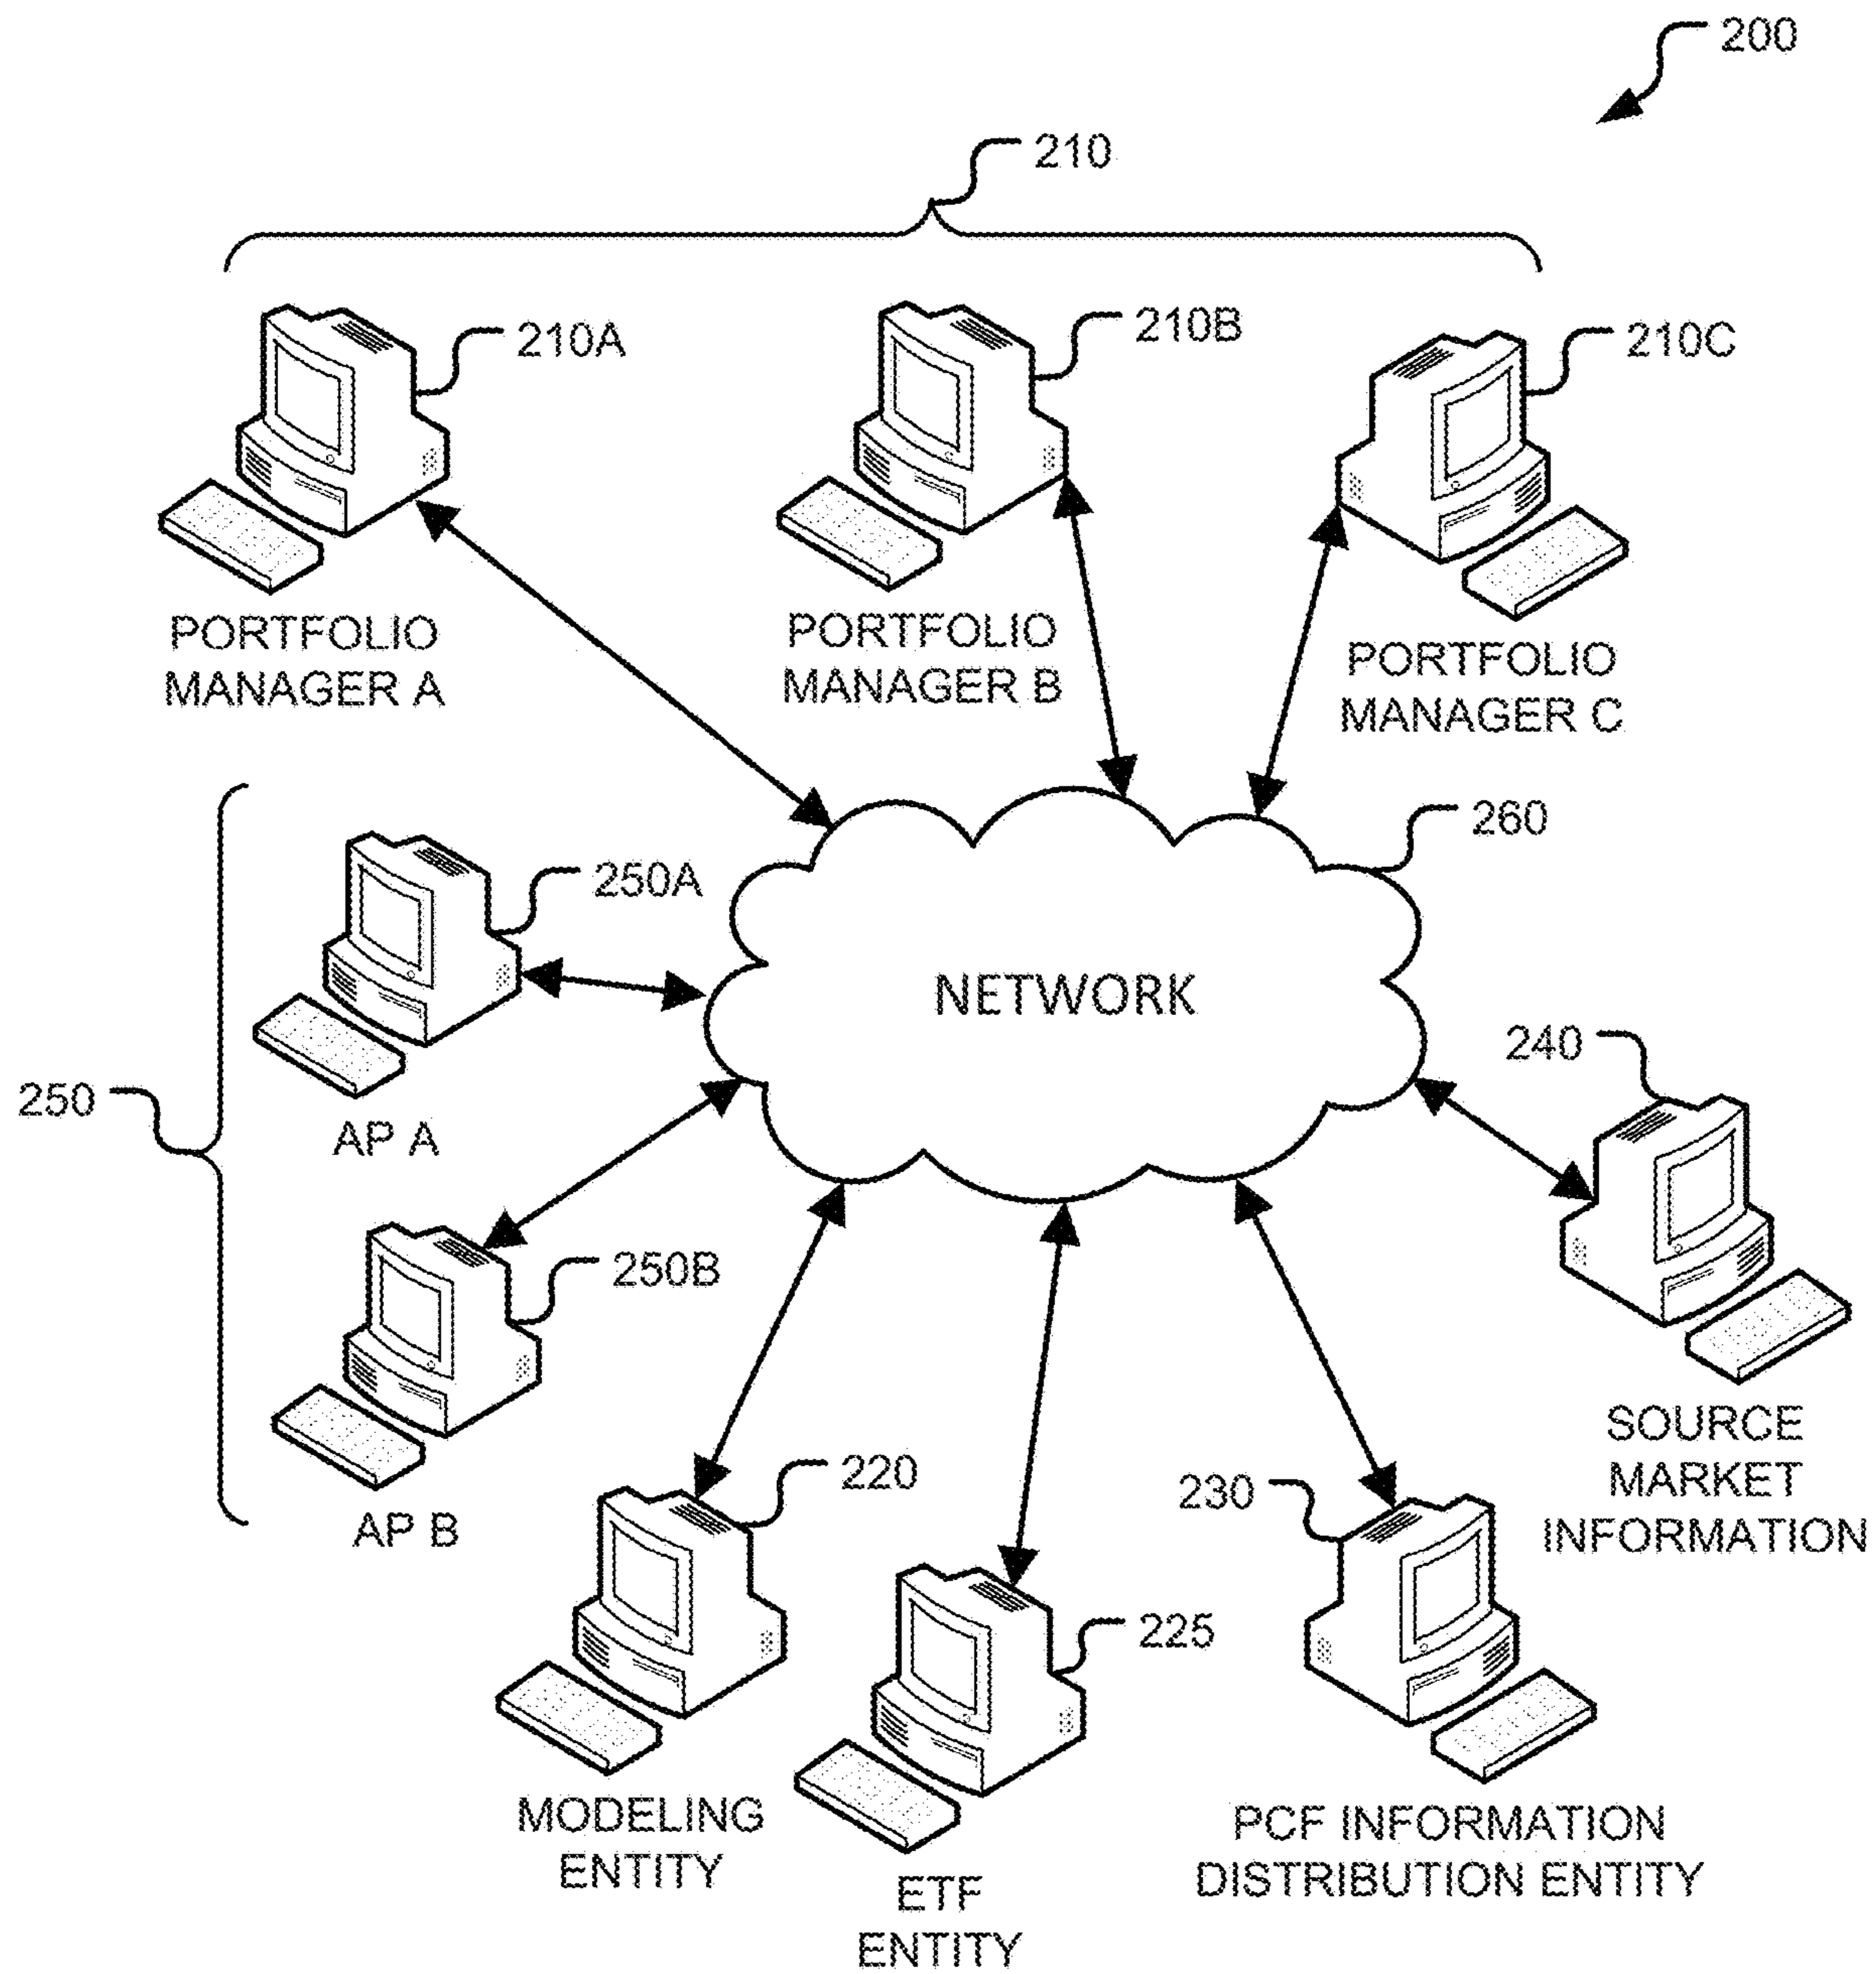 200
210
210A
210B
210C
PORTFOLIO
MANAGER A
PORTFOLIO
MANAGER B
PORTFOLIO
MANAGER C
260
250A
NETWORK
240
250
AP A
250B
SOURCE
MARKET
INFORMATION
AP B
220
230
225
MODELING
ENTITY
PCF INFORMATION
DISTRIBUTION ENTITY
ETF
ENTITY